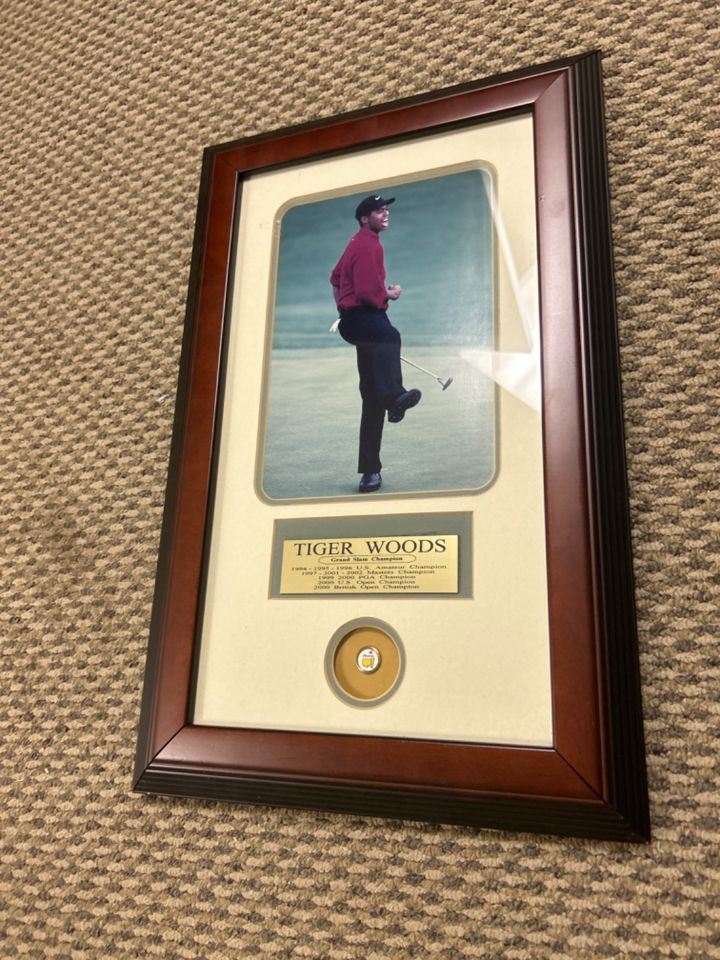 TIGER WOODS
Grand Slam Champion
1994 - 1995 - 1996 U.S. Amateur Champion
1997 - 2001 - 2002 Masters Champion
1999 2000 PGA Champion
2000 U.S. Open Champion
2000 British Open Champion